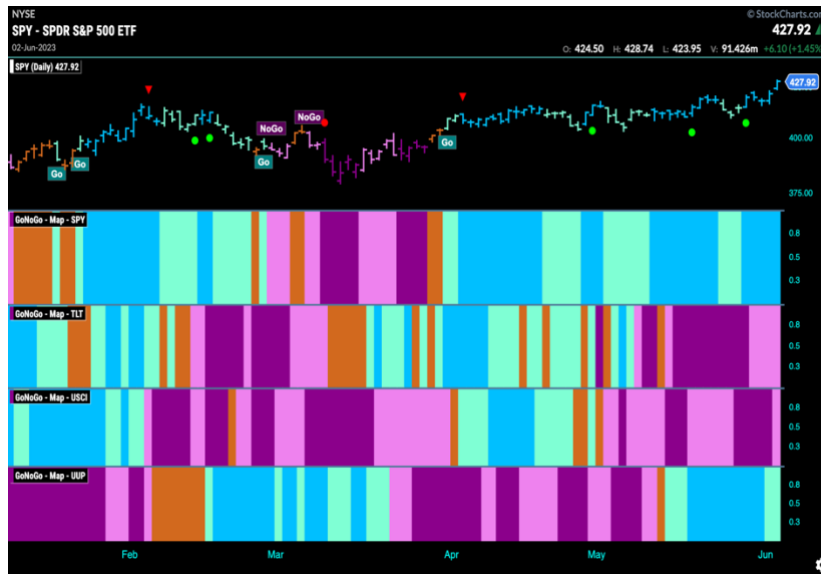 NYSE
© StockCharts.com
SPY - SPDR S&P 500 ETF
427.92
02-Jun-2023
O: 424.50 H: 428.74 L: 423.95 V: 91.426m +6.10 (+1.45%)
SPY (Daily) 427.92
427.92
NoGo
NoGo
400.00
Go
Go
Go
Go
375.00
GoNoGo - Map - SPY
0.8
0.5
0.3
GoNoGo - Map - TLT
0.8
0.5
0.3
GoNoGo - Map - USCI
0.8
0.5
0.3
GoNoGo - Map - UUP
0.8
0.5
0.3
Feb Mar Apr May Jun